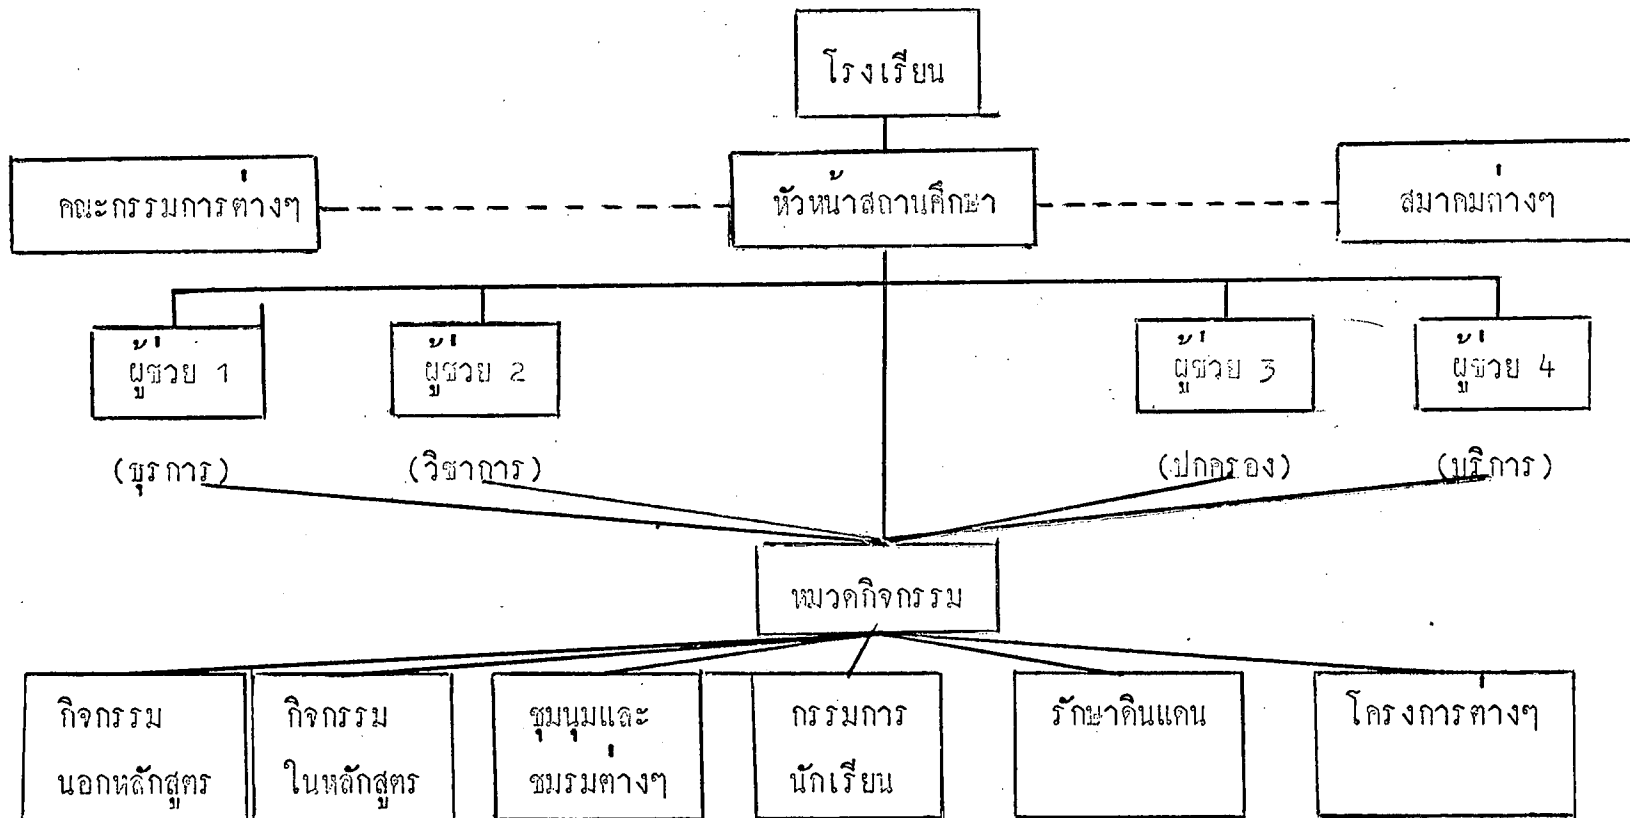 โรงเรียน
คณะกรรมการต่างๆ
หัวหน้าสถานศึกษา
สมาคมต่างๆ
ผู้ช่วย 1
ผู้ช่วย 2
ผู้ช่วย 3
ผู้ช่วย 4
(ธุรการ)
(วิชาการ)
(ปกครอง)
(บริการ)
หมวดกิจกรรม
กิจกรรม
นอกหลักสูตร
กิจกรรม
ในหลักสูตร
ชุมนุมและ
ชมรมต่างๆ
กรรมการ
นักเรียน
รักษาดินแดน
โครงการต่างๆ